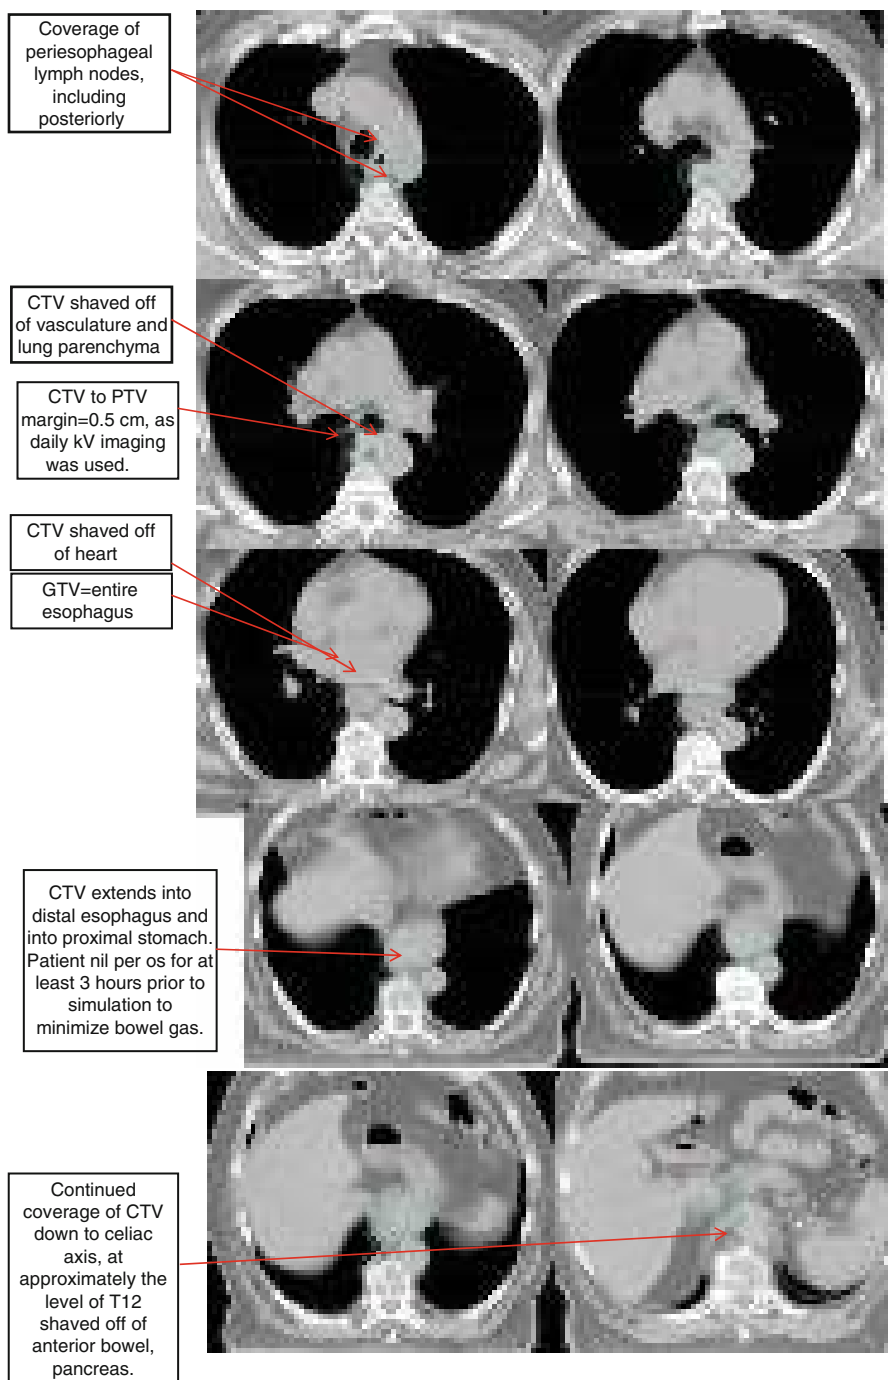 Coverage of
periesophageal
lymph nodes,
including
posteriorly
CTV shaved off
of vasculature and
lung parenchyma
CTV to PTV
margin=0.5 cm, as
daily kV imaging
was used.
CTV shaved off
of heart
GTV=entire
esophagus
CTV extends into
distal esophagus and
into proximal stomach.
Patient nil per os for at
least 3 hours prior to
simulation to
minimize bowel gas.
Continued
coverage of CTV
down to celiac
axis, at
approximately the
level of T12
shaved off of
anterior bowel,
pancreas.